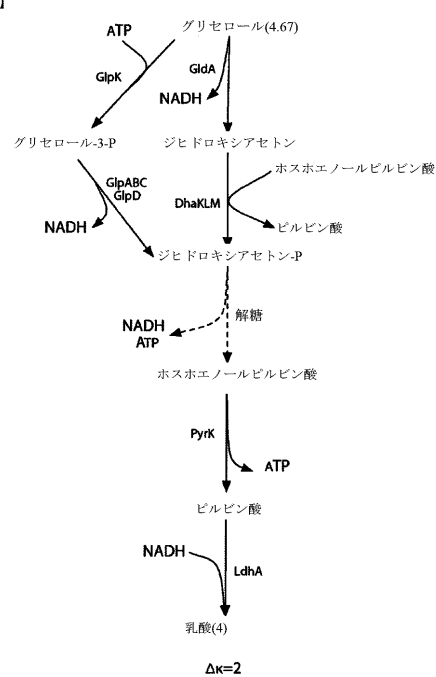 】
グリセロール(4.67)
ATP
GlpK
GldA
NADH
グリセロール-3-P
ジヒドロキシアセトン
ホスホエノールピルビン酸
GlpABC
GlpD
DhaKLM
NADH
ピルビン酸
ジヒドロキシアセトン-P
解糖
NADH
ATP
ホスホエノールピルビン酸
PyrK
ATP
ピルビン酸
NADH
LdhA
乳酸(4)
Δκ=2